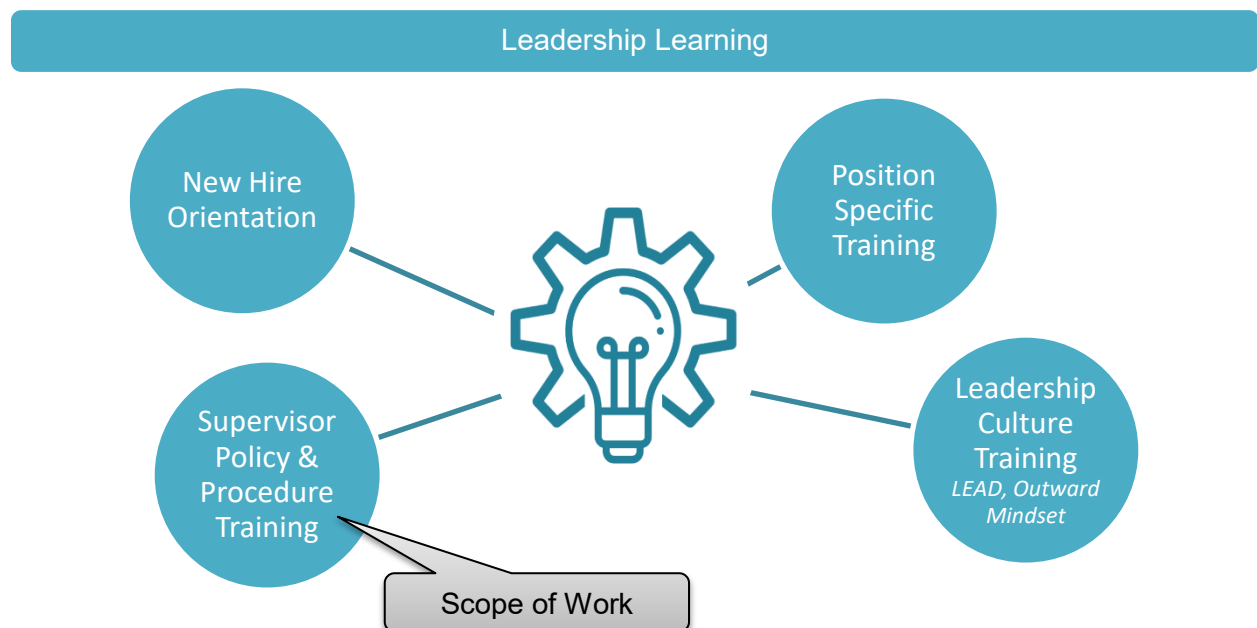 Leadership Learning
New Hire
Orientation
Position
Specific
Training
Supervisor
Policy &
Procedure
Training
Leadership
Culture
Training
LEAD, Outward
Mindset
Scope of Work